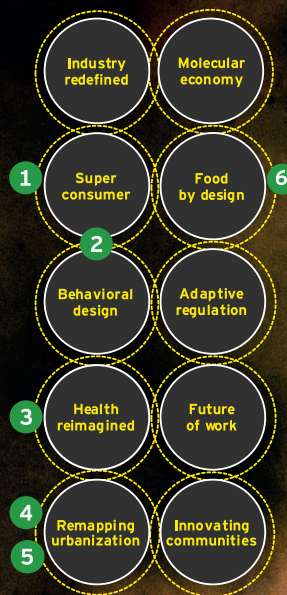 Industry
redefined
Molecular
economy
1
Super
consumer
Food
by design
6
2
Behavioral
design
Adaptive
regulation
3
Health
reimagined
Future
of work
4
5
Remapping
urbanization
Innovating
communities